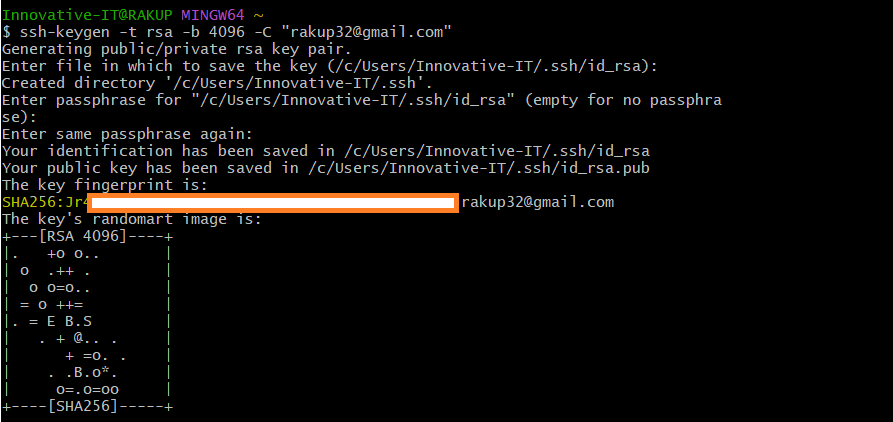 Innovative-IT@RAKUP MINGW64 ~
$ ssh-keygen -t rsa -b 4096 -C "rakup32@gmail.com"
Generating public/private rsa key pair.
Enter file in which to save the key (/c/Users/Innovative-IT/.ssh/id_rsa):
Created directory '/c/Users/Innovative-IT/.ssh'.
Enter passphrase for "/c/Users/Innovative-IT/.ssh/id_rsa" (empty for no passphra
se):
Enter same passphrase again:
Your identification has been saved in /c/Users/Innovative-IT/.ssh/id_rsa
Your public key has been saved in /c/Users/Innovative-IT/.ssh/id_rsa.pub
The key fingerprint is:
SHA256:Jr4 rakup32@gmail.com
The key's randomart image is:
+---[RSA 4096]----+
|.   +o o..       |
| o  .++ .        |
|  o o=o..        |
| = o ++=         |
|. = E B.S        |
|   . + @.. .     |
|      + =o. .    |
|    . .B.o*.     |
|     o=.o=oo     |
+----[SHA256]-----+